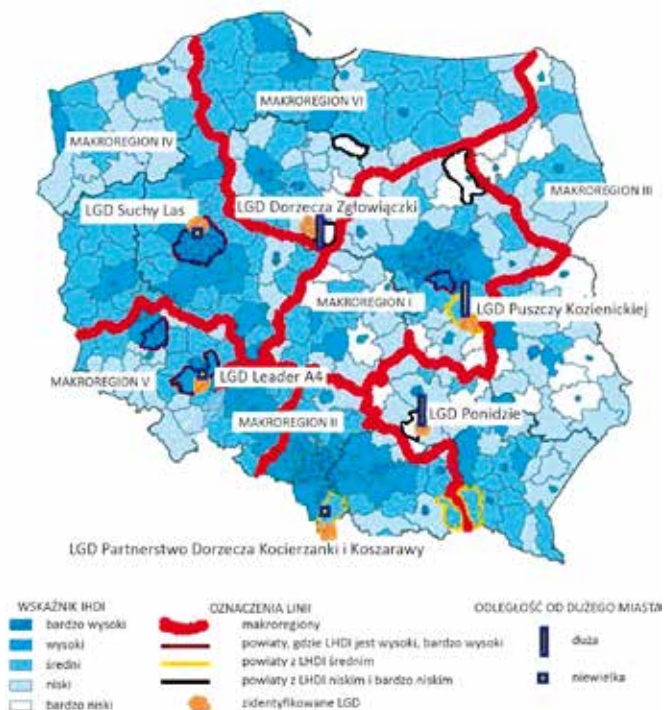 MAKROREGION VI
MAKROREGION IV
MAKROREGION III
LGD Suchy Las
LGD Dorzecza Zgłowiączki
MAKROREGION I
LGD Puszczy Kozienickiej
MAKROREGION V
LGD Leader A4
LGD Ponidzie
MAKROREGION II
LGD Partnerstwo Dorzecza Kocierzanki i Koszarawy
WSKAŹNIK lHDI
bardzo wysoki
wysoki
średni
niski
bardzo niski
OZNACZENIA LINII
makroregiony
powiaty, gdzie LHDI jest wysoki, bardzo wysoki
powiaty z LHDI średnim
powiaty z LHDI niskim i bardzo niskim
zidentyfikowane LGD
ODLEGŁOŚĆ OD DUŻEGO MIASTA
duża
niewielka